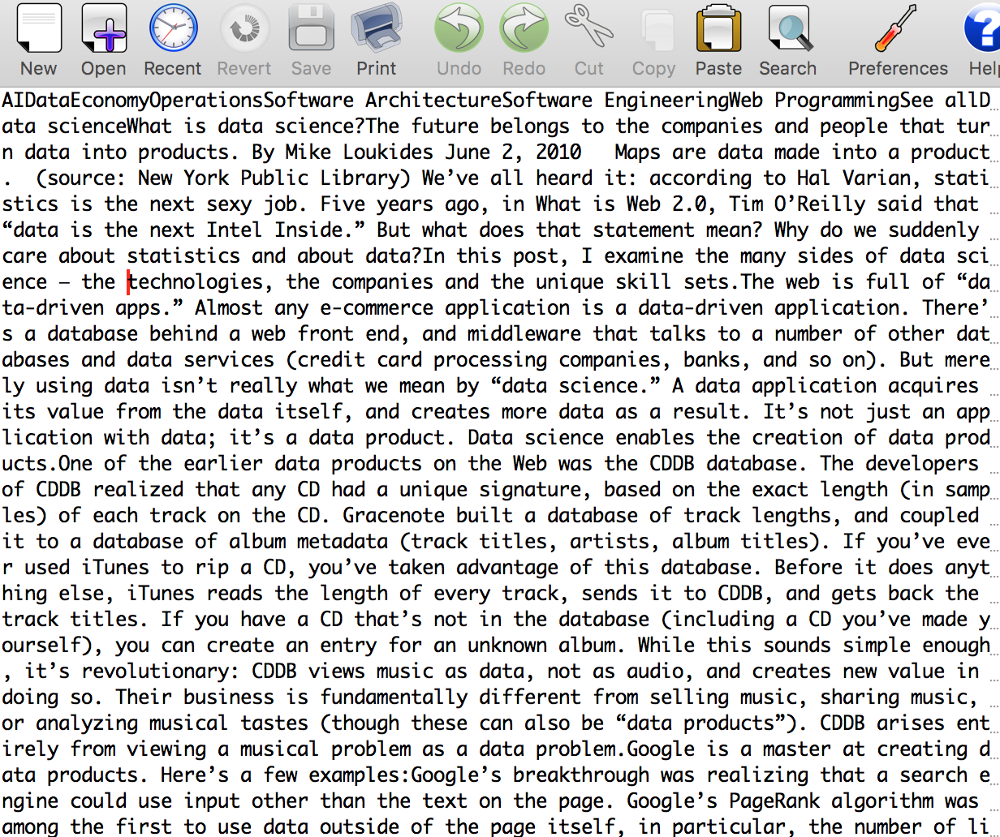 New Open Recent Revert Save Print Undo Redo Cut Copy Paste Search Preferences Help
AIDataEconomyOperationsSoftware ArchitectureSoftware EngineeringWeb ProgrammingSee allD
ata scienceWhat is data science?The future belongs to the companies and people that tur
n data into products. By Mike Loukides June 2, 2010   Maps are data made into a product
.  (source: New York Public Library) We’ve all heard it: according to Hal Varian, stati
stics is the next sexy job. Five years ago, in What is Web 2.0, Tim O’Reilly said that
“data is the next Intel Inside.” But what does that statement mean? Why do we suddenly
care about statistics and about data?In this post, I examine the many sides of data sci
ence – the technologies, the companies and the unique skill sets.The web is full of “da
ta-driven apps.” Almost any e-commerce application is a data-driven application. There’
s a database behind a web front end, and middleware that talks to a number of other dat
abases and data services (credit card processing companies, banks, and so on). But mere
ly using data isn’t really what we mean by “data science.” A data application acquires
its value from the data itself, and creates more data as a result. It’s not just an app
lication with data; it’s a data product. Data science enables the creation of data prod
ucts.One of the earlier data products on the Web was the CDDB database. The developers
of CDDB realized that any CD had a unique signature, based on the exact length (in samp
les) of each track on the CD. Gracenote built a database of track lengths, and coupled
it to a database of album metadata (track titles, artists, album titles). If you’ve eve
r used iTunes to rip a CD, you’ve taken advantage of this database. Before it does anyt
hing else, iTunes reads the length of every track, sends it to CDDB, and gets back the
track titles. If you have a CD that’s not in the database (including a CD you’ve made y
ourself), you can create an entry for an unknown album. While this sounds simple enough
, it’s revolutionary: CDDB views music as data, not as audio, and creates new value in
doing so. Their business is fundamentally different from selling music, sharing music,
or analyzing musical tastes (though these can also be “data products”). CDDB arises ent
irely from viewing a musical problem as a data problem.Google is a master at creating d
ata products. Here’s a few examples:Google’s breakthrough was realizing that a search e
ngine could use input other than the text on the page. Google’s PageRank algorithm was
among the first to use data outside of the page itself, in particular, the number of li